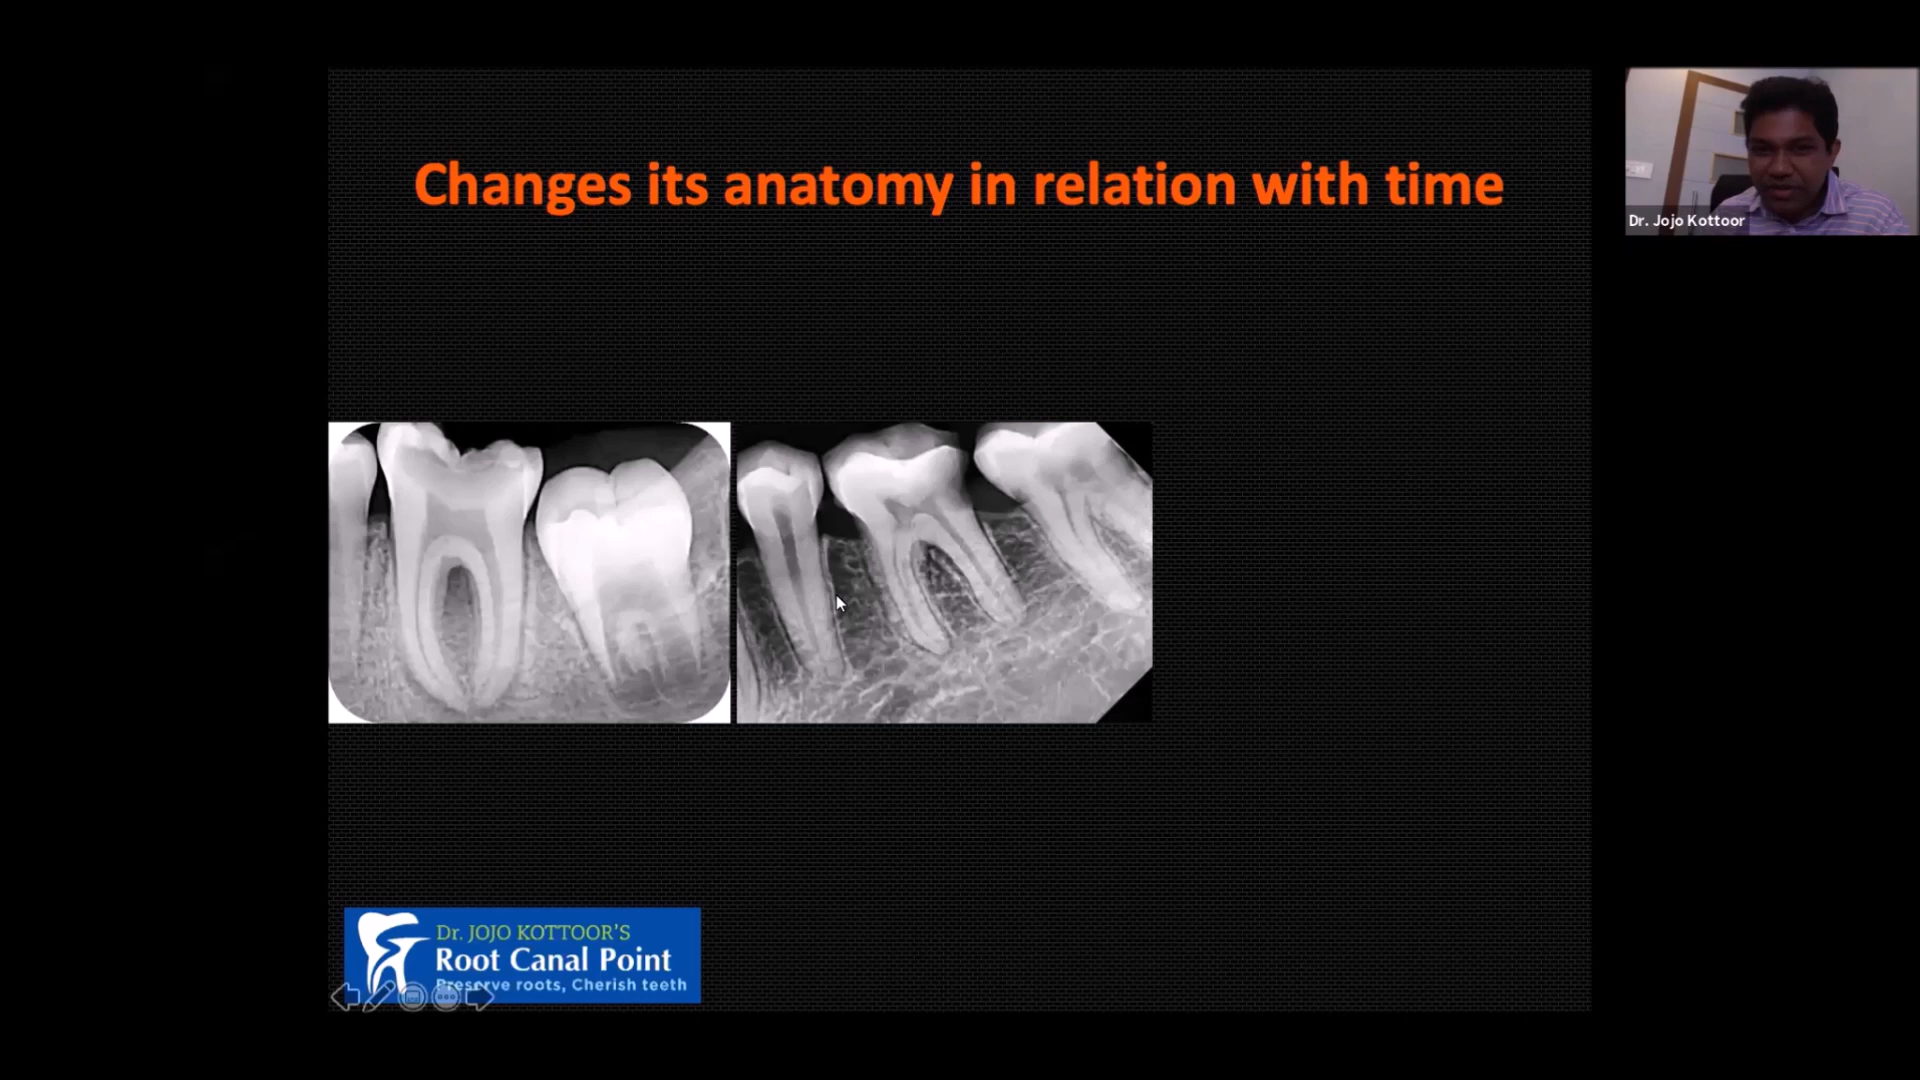 Changes its anatomy in relation with time
Dr. Jojo Kottoor
Dr. JOJO KOTTOOR'S
Root Canal Point
Preserve roots, Cherish teeth